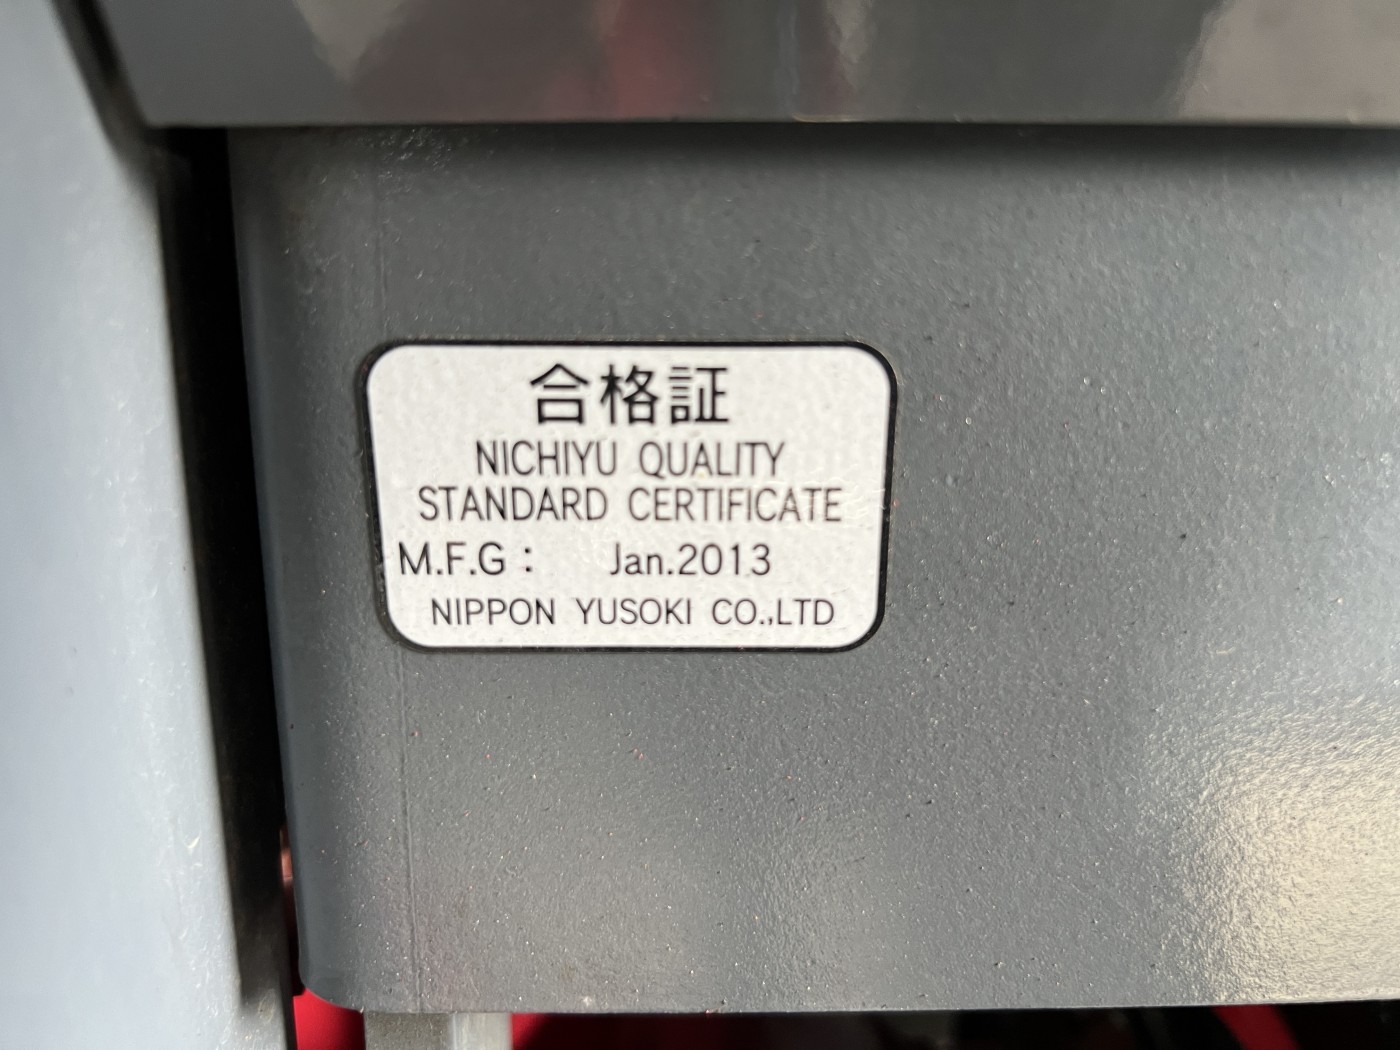 合格証
NICHIYU QUALITY
STANDARD CERTIFICATE
M.F.G: Jan.2013
NIPPON YUSOKI CO.,LTD